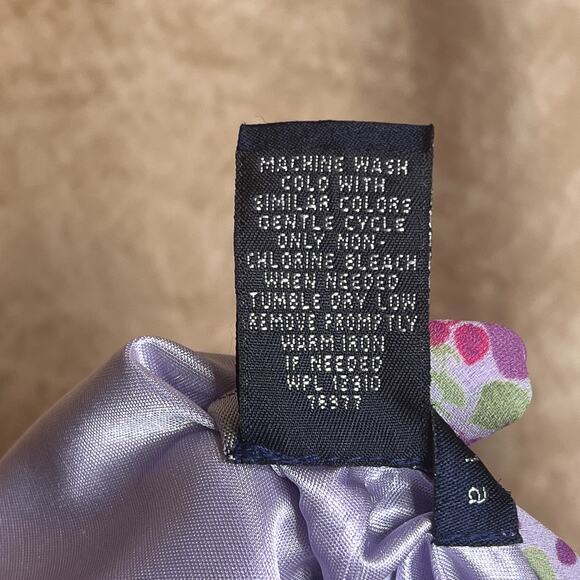 MACHINE WASH
COLD WITH
SIMILAR COLORS
GENTLE CYCLE
ONLY NON-
CHLORINE BLEACH
WHEN NEEDED
TUMBLE DRY LOW
REMOVE PROMPTLY
WARM IRON
IF NEEDED
WPL 12310